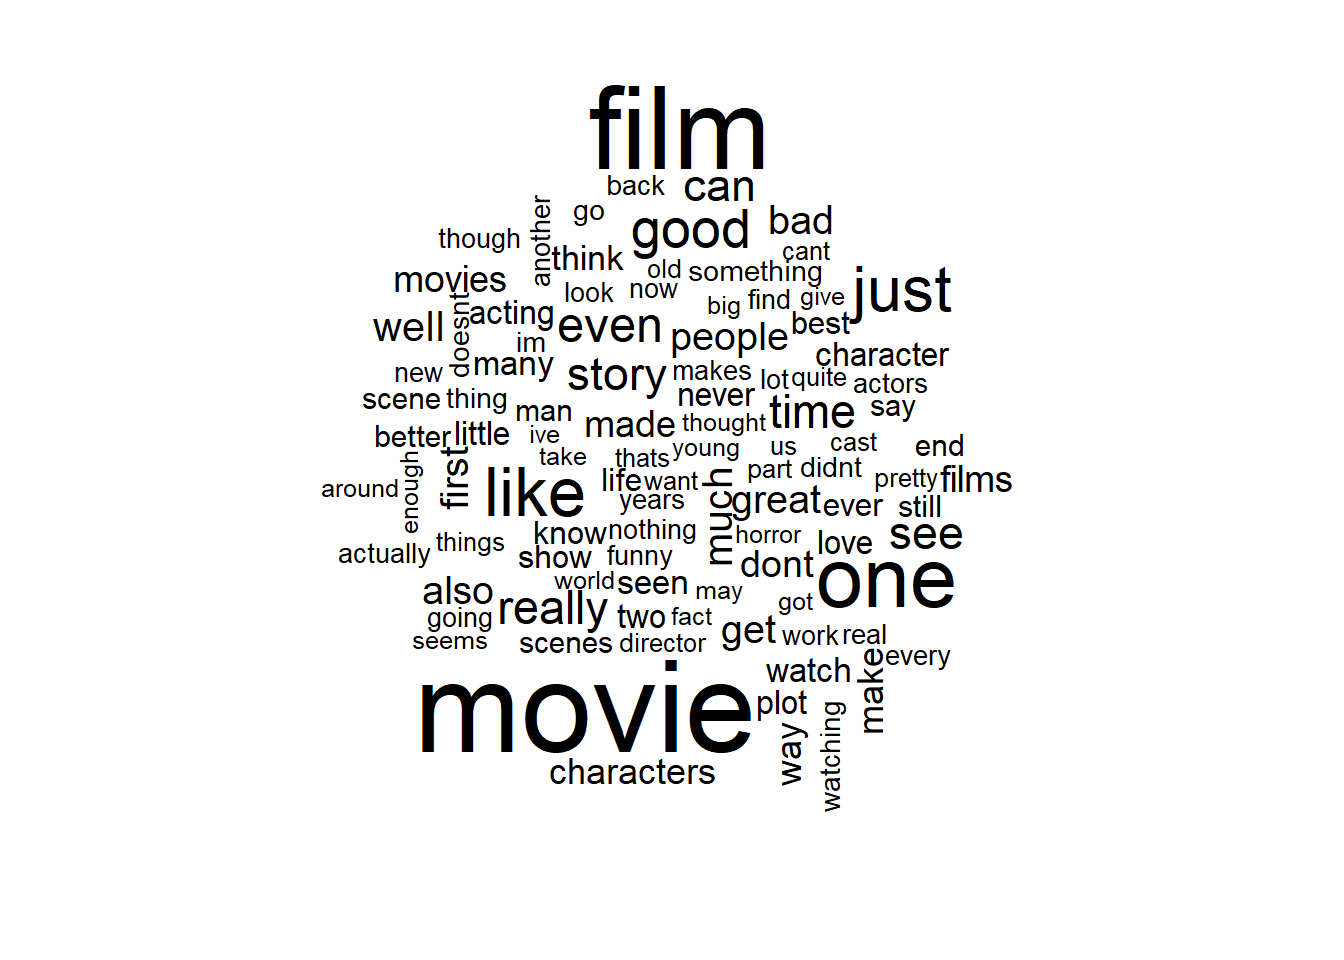 film
back can
go good bad
though another think cant
movies old something just
look now big find give
well doesnt acting even people best
im many story makes character
new lot quite actors
scene thing man never time say
better little ive made thought
take thats young us cast end
around enough first like life want much part didnt pretty films
years great ever still
know nothing horror love see
actually things show funny dont one
world seen may
also really two fact got
going get work real
seems scenes director every
movie watch make
plot
way watching
characters